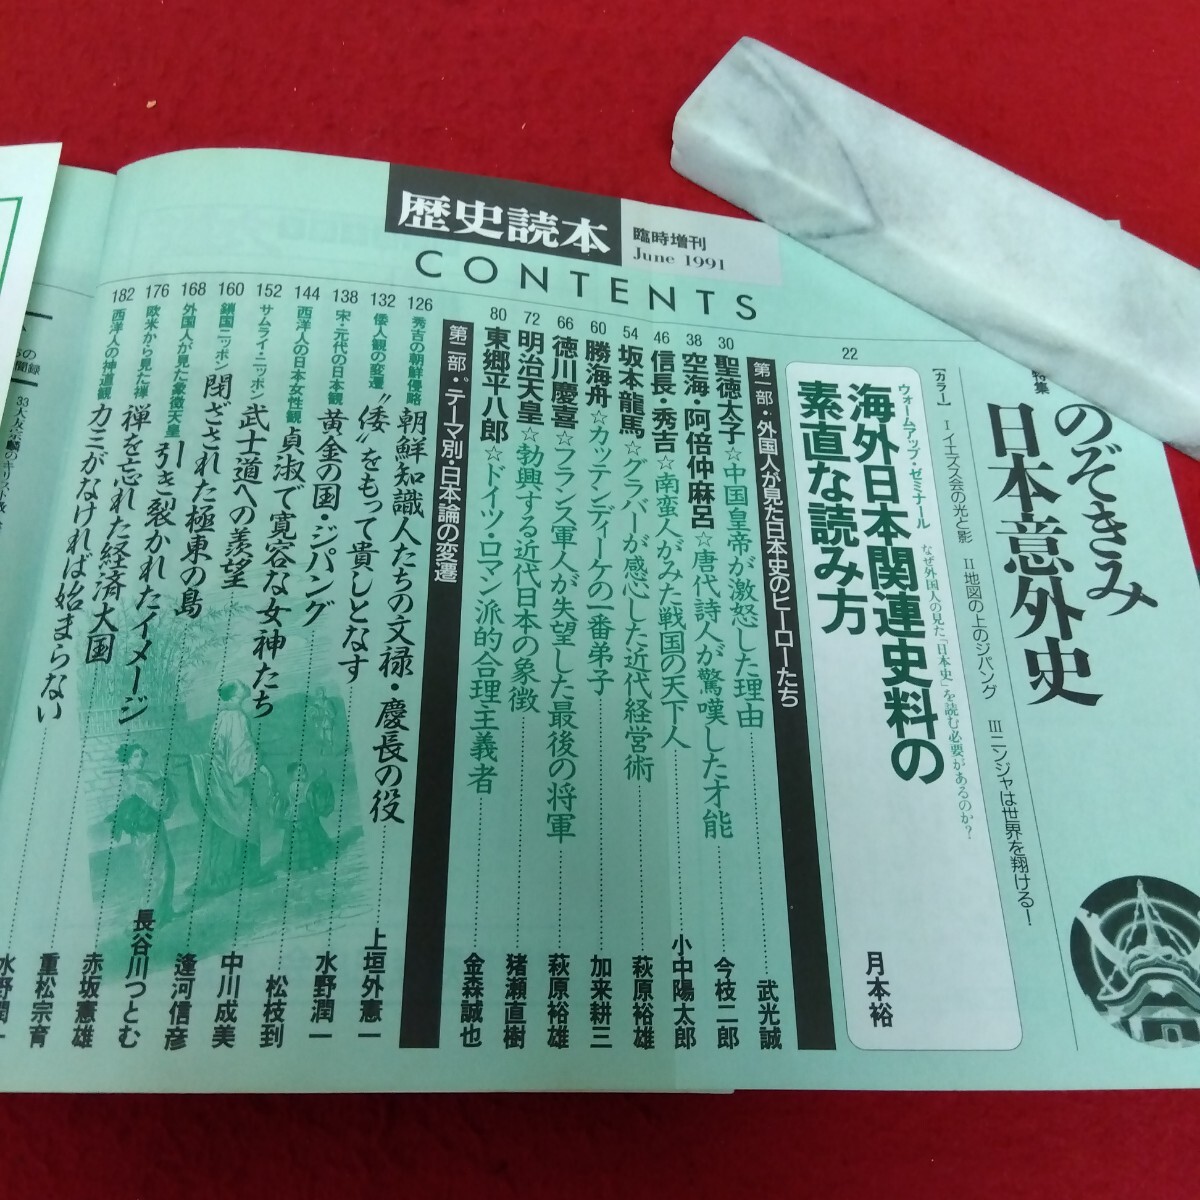 歴史読本
臨時増刊
June 1991
CONTENTS
特集
のぞきみ
日本意外史
[カラー] Ⅰイエズス会の光と影 Ⅱ地図の上のジパング Ⅲニンジャは世界を翔ける!
22
ウォームアップ・ゼミナール なぜ外国人の見た「日本史」を読む必要があるのか?
海外日本関連史料の
素直な読み方
月本裕
第一部・外国人が見た日本史のヒーローたち
30 聖徳太子☆中国皇帝が激怒した理由 武光誠
38 空海・阿倍仲麻呂☆唐代詩人が驚嘆した才能 今枝二郎
46 信長・秀吉☆南蛮人がみた戦国の天下人 小中陽太郎
54 坂本龍馬☆グラバーが感心した近代経営術 萩原裕雄
60 勝海舟☆カッテンディーケの一番弟子 加来耕三
66 徳川慶喜☆フランス軍人が失望した最後の将軍 萩原裕雄
72 明治天皇☆勃興する近代日本の象徴 猪瀬直樹
80 東郷平八郎☆ドイツ・ロマン派的合理主義者 金森誠也
第二部・テーマ別・日本論の変遷
126 秀吉の朝鮮侵略 朝鮮知識人たちの文禄・慶長の役 上垣外憲一
132 倭人観の変遷 “倭”をもって貴しとなす 水野潤一
138 宋・元代の日本観 黄金の国・ジパング 松枝到
144 西洋人の日本女性観 貞淑で寛容な女神たち 中川成美
152 サムライ・ニッポン 武士道への羨望 逢河信彦
160 鎖国ニッポン 閉ざされた極東の島 長谷川つとむ
168 外国人が見た象徴天皇 引き裂かれたイメージ 赤坂憲雄
176 欧米から見た禅 禅を忘れた経済大国 重松宗育
182 西洋人の神道観 カミがなければ始まらない 水野潤一